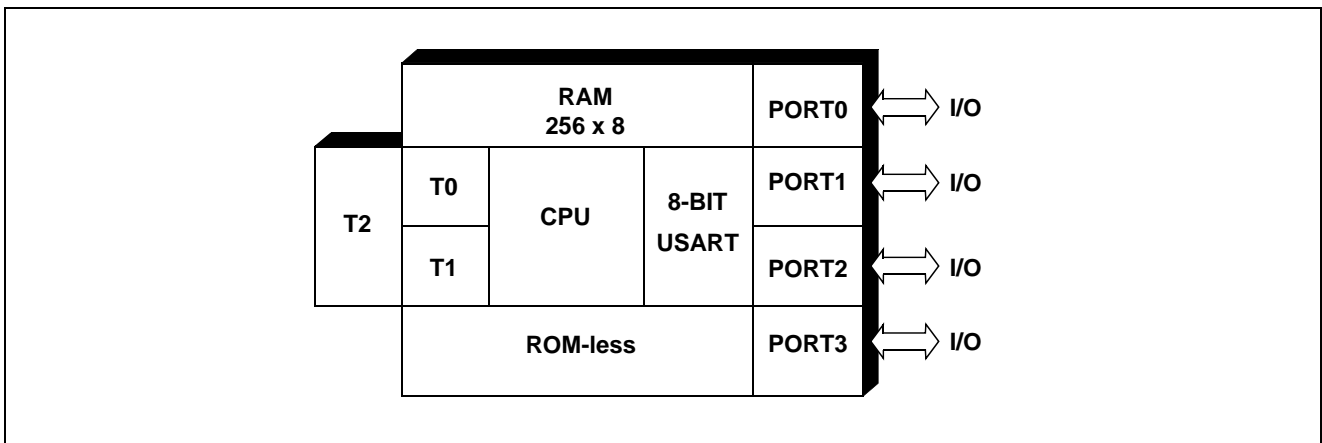 RAM
256 x 8
PORT0
I/O
T2
T0
T1
CPU
8-BIT
USART
PORT1
I/O
PORT2
I/O
ROM-less
PORT3
I/O